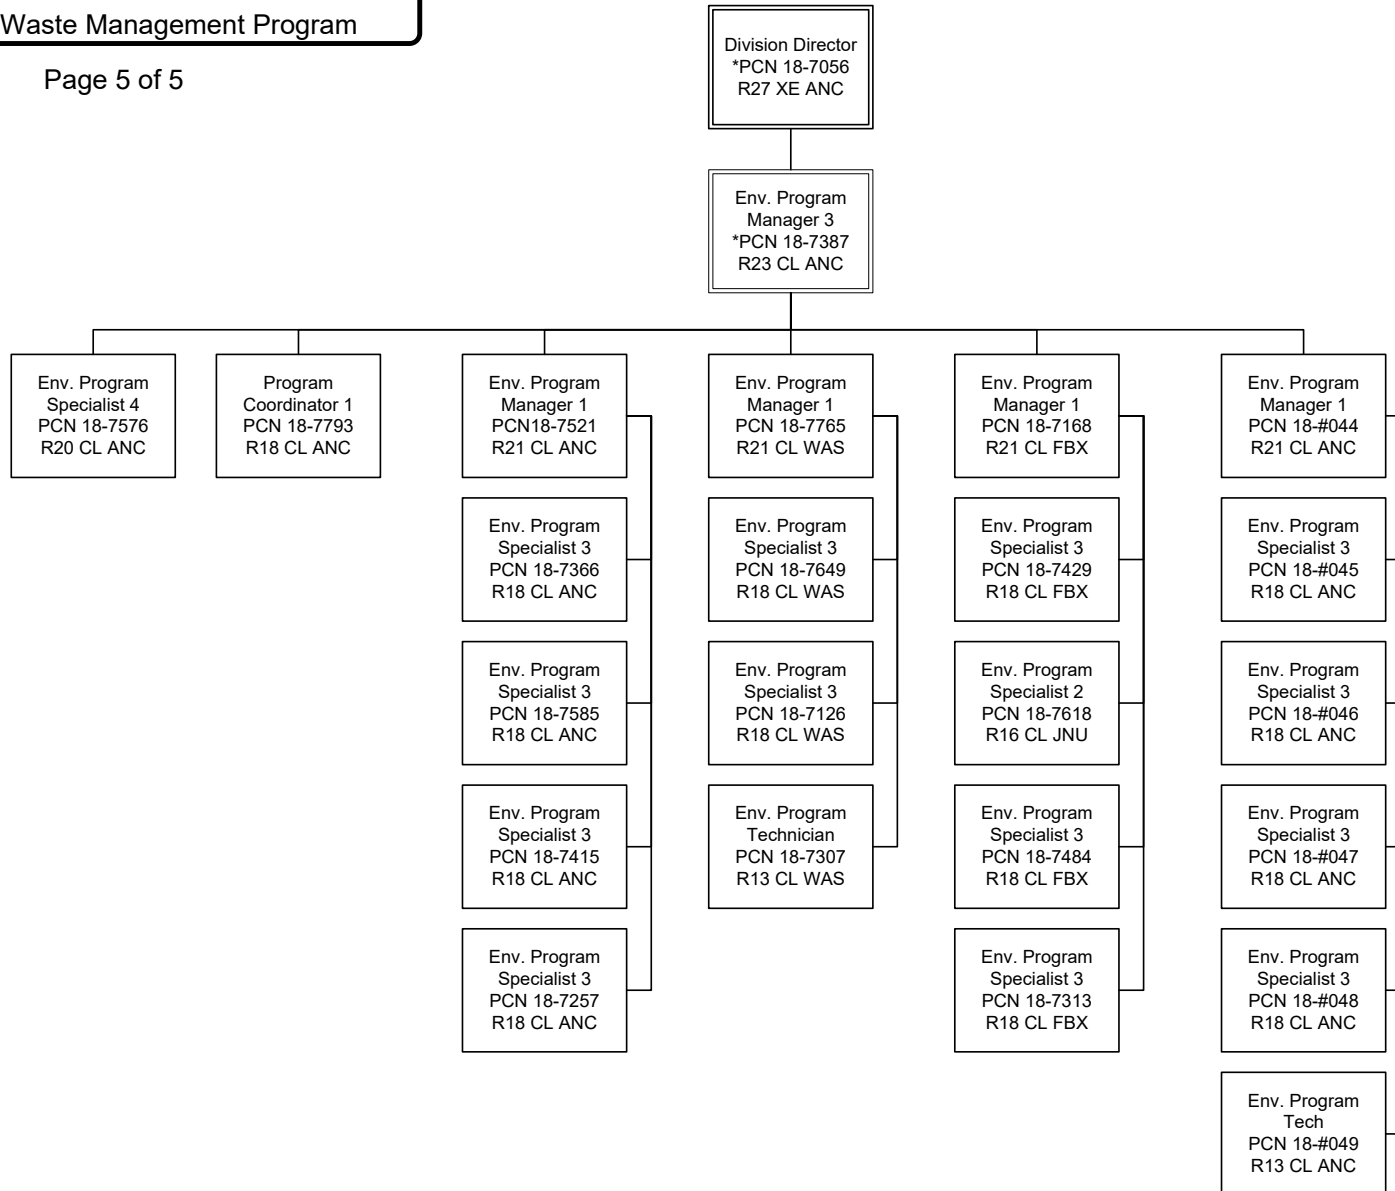 Waste Management Program
Page 5 of 5
Division Director
*PCN 18-7056
R27 XE ANC
Env. Program
Manager 3
*PCN 18-7387
R23 CL ANC
Env. Program
Specialist 4
PCN 18-7576
R20 CL ANC
Program
Coordinator 1
PCN 18-7793
R18 CL ANC
Env. Program
Manager 1
PCN18-7521
R21 CL ANC
Env. Program
Specialist 3
PCN 18-7366
R18 CL ANC
Env. Program
Specialist 3
PCN 18-7585
R18 CL ANC
Env. Program
Specialist 3
PCN 18-7415
R18 CL ANC
Env. Program
Specialist 3
PCN 18-7257
R18 CL ANC
Env. Program
Manager 1
PCN 18-7765
R21 CL WAS
Env. Program
Specialist 3
PCN 18-7649
R18 CL WAS
Env. Program
Specialist 3
PCN 18-7126
R18 CL WAS
Env. Program
Technician
PCN 18-7307
R13 CL WAS
Env. Program
Manager 1
PCN 18-7168
R21 CL FBX
Env. Program
Specialist 3
PCN 18-7429
R18 CL FBX
Env. Program
Specialist 2
PCN 18-7618
R16 CL JNU
Env. Program
Specialist 3
PCN 18-7484
R18 CL FBX
Env. Program
Specialist 3
PCN 18-7313
R18 CL FBX
Env. Program
Manager 1
PCN 18-#044
R21 CL ANC
Env. Program
Specialist 3
PCN 18-#045
R18 CL ANC
Env. Program
Specialist 3
PCN 18-#046
R18 CL ANC
Env. Program
Specialist 3
PCN 18-#047
R18 CL ANC
Env. Program
Specialist 3
PCN 18-#048
R18 CL ANC
Env. Program
Tech
PCN 18-#049
R13 CL ANC